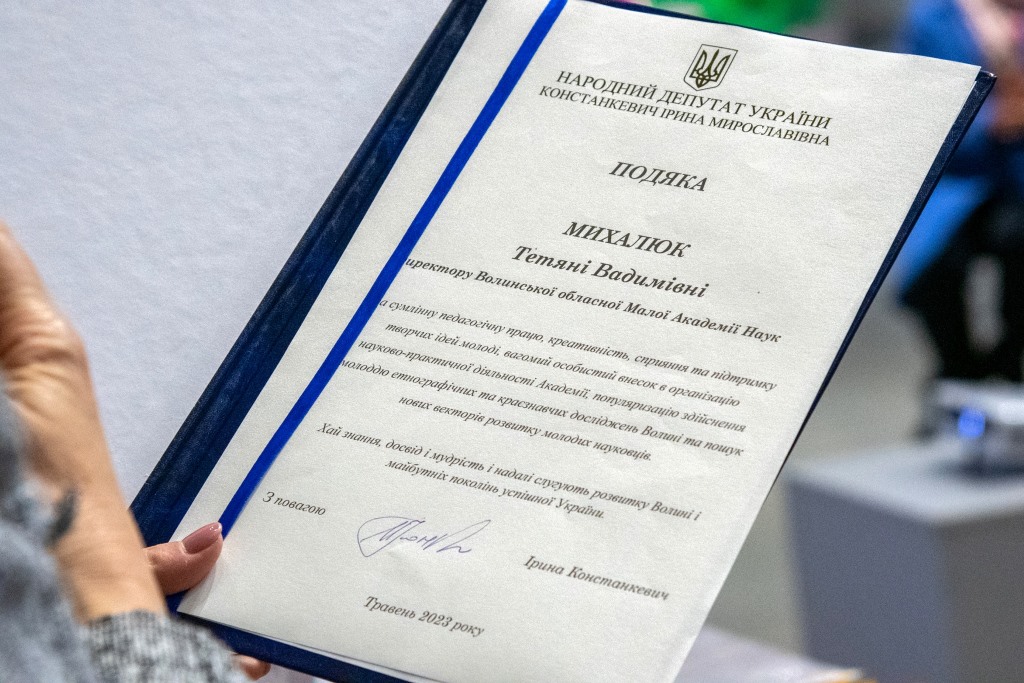 НАРОДНИЙ ДЕПУТАТ УКРАЇНИ
КОНСТАНКЕВИЧ ІРИНА МИРОСЛАВІВНА
ПОДЯКА
МИХАЛЮК
Тетяні Вадимівні
иректору Волинської обласної Малої Академії Наук
а сумлінну педагогічну працю, креативність, сприяння та підтримку
творчих ідей молоді, вагомий особистий внесок в організацію
науково-практичної діяльності Академії, популяризацію здійснення
молоддю етнографічних та краєзнавчих досліджень Волині та пошук
нових векторів розвитку молодих науковців.
Хай знання, досвід і мудрість і надалі слугують розвитку Волині і
майбутніх поколінь успішної України.
З повагою
Ірина Констанкевич
Травень 2023 року